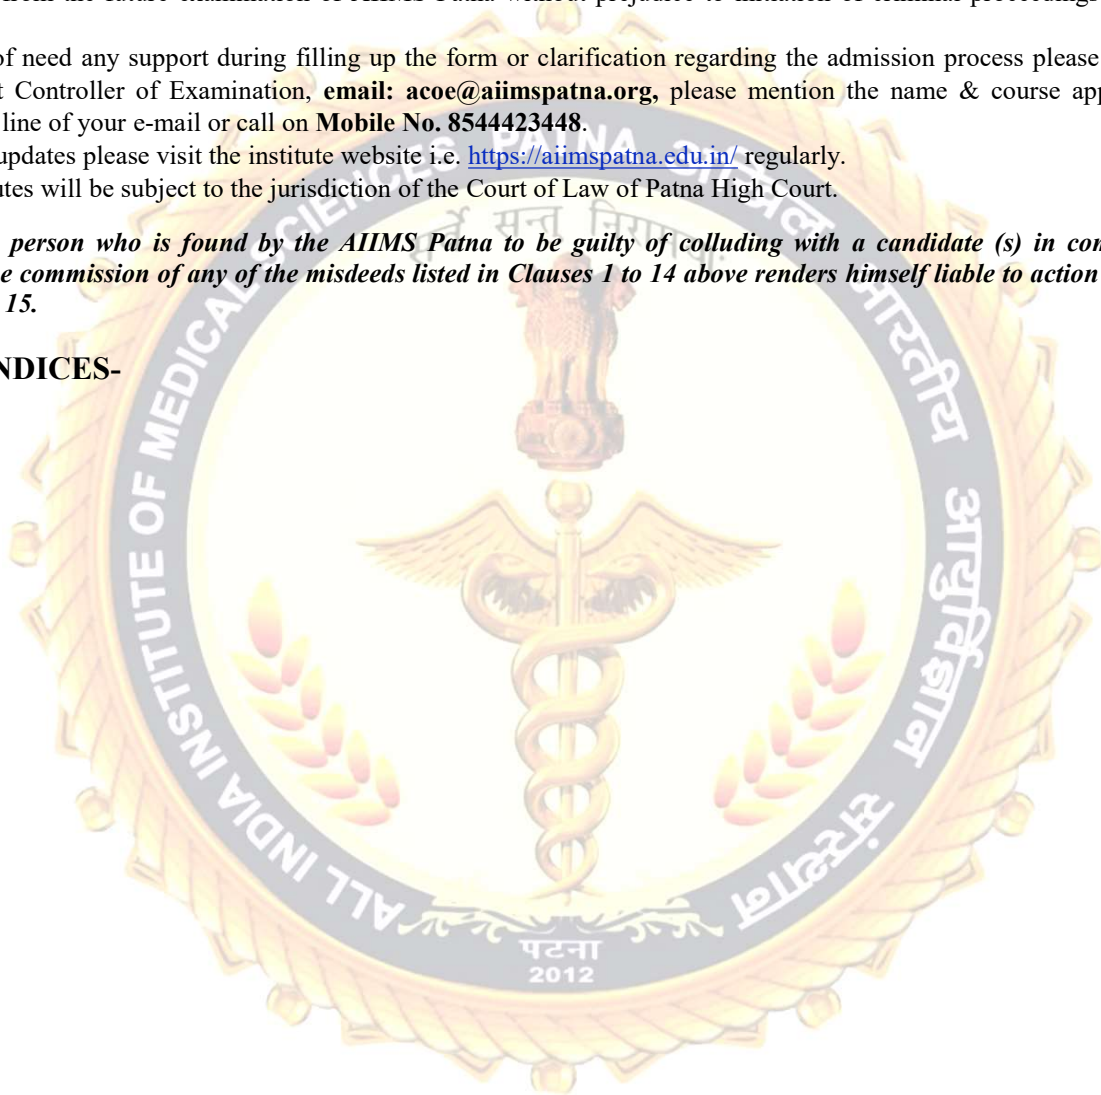 of need any support during filling up the form or clarification regarding the admission process please
t Controller of Examination, email: acoe@aiimspatna.org, please mention the name & course app
line of your e-mail or call on Mobile No. 8544423448.
updates please visit the institute website i.e. https://aiimspatna.edu.in/ regularly.
utes will be subject to the jurisdiction of the Court of Law of Patna High Court.
person who is found by the AIIMS Patna to be guilty of colluding with a candidate (s) in con
e commission of any of the misdeeds listed in Clauses 1 to 14 above renders himself liable to action
15.
NDICES-
ALL INDIA INSTITUTE OF MEDICAL SCIENCES PATNA
अखिल भारतीय आयुर्विज्ञान संस्थान
सर्वे सन्तु निरामयाः
पटना
2012